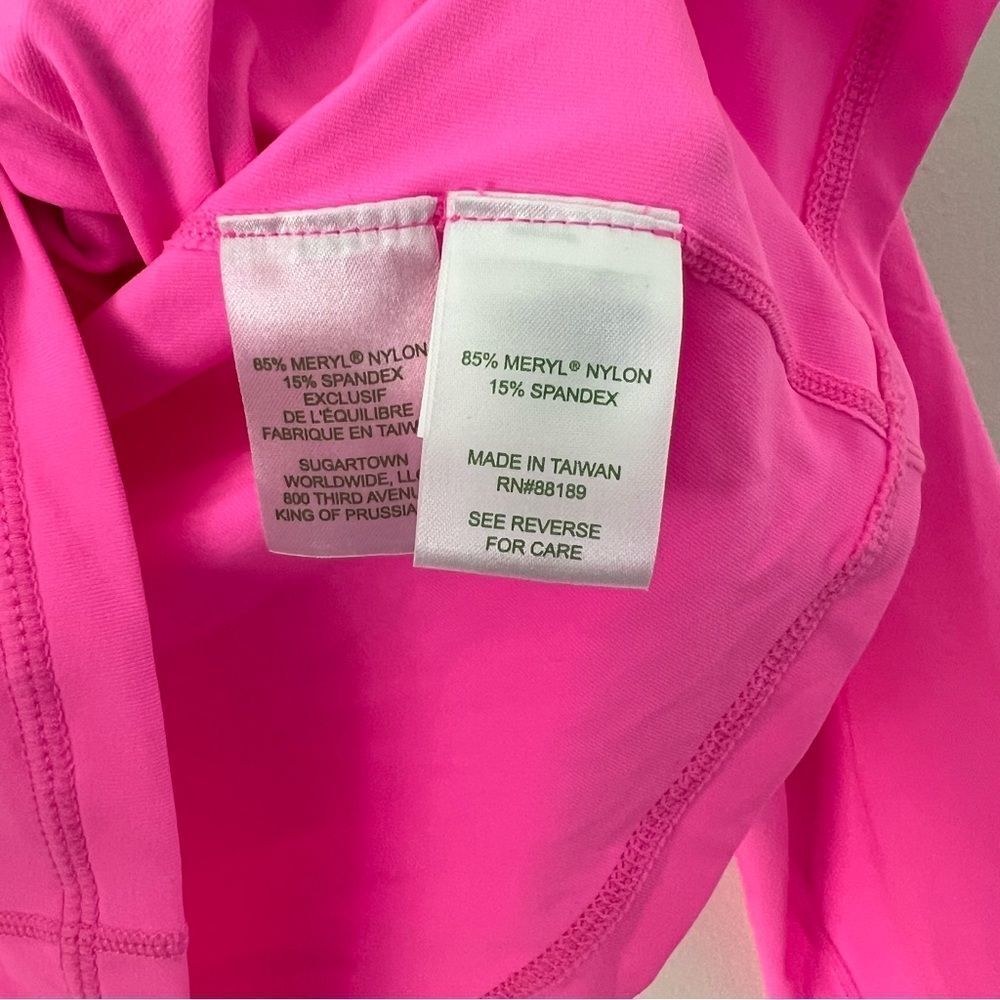 85% MERYL® NYLON
15% SPANDEX
EXCLUSIF
DE L'ÉQUILIBRE
FABRIQUE EN TAIW
SUGARTOWN
WORLDWIDE, LLC
800 THIRD AVENU
KING OF PRUSSIA
85% MERYL® NYLON
15% SPANDEX
MADE IN TAIWAN
RN#88189
SEE REVERSE
FOR CARE